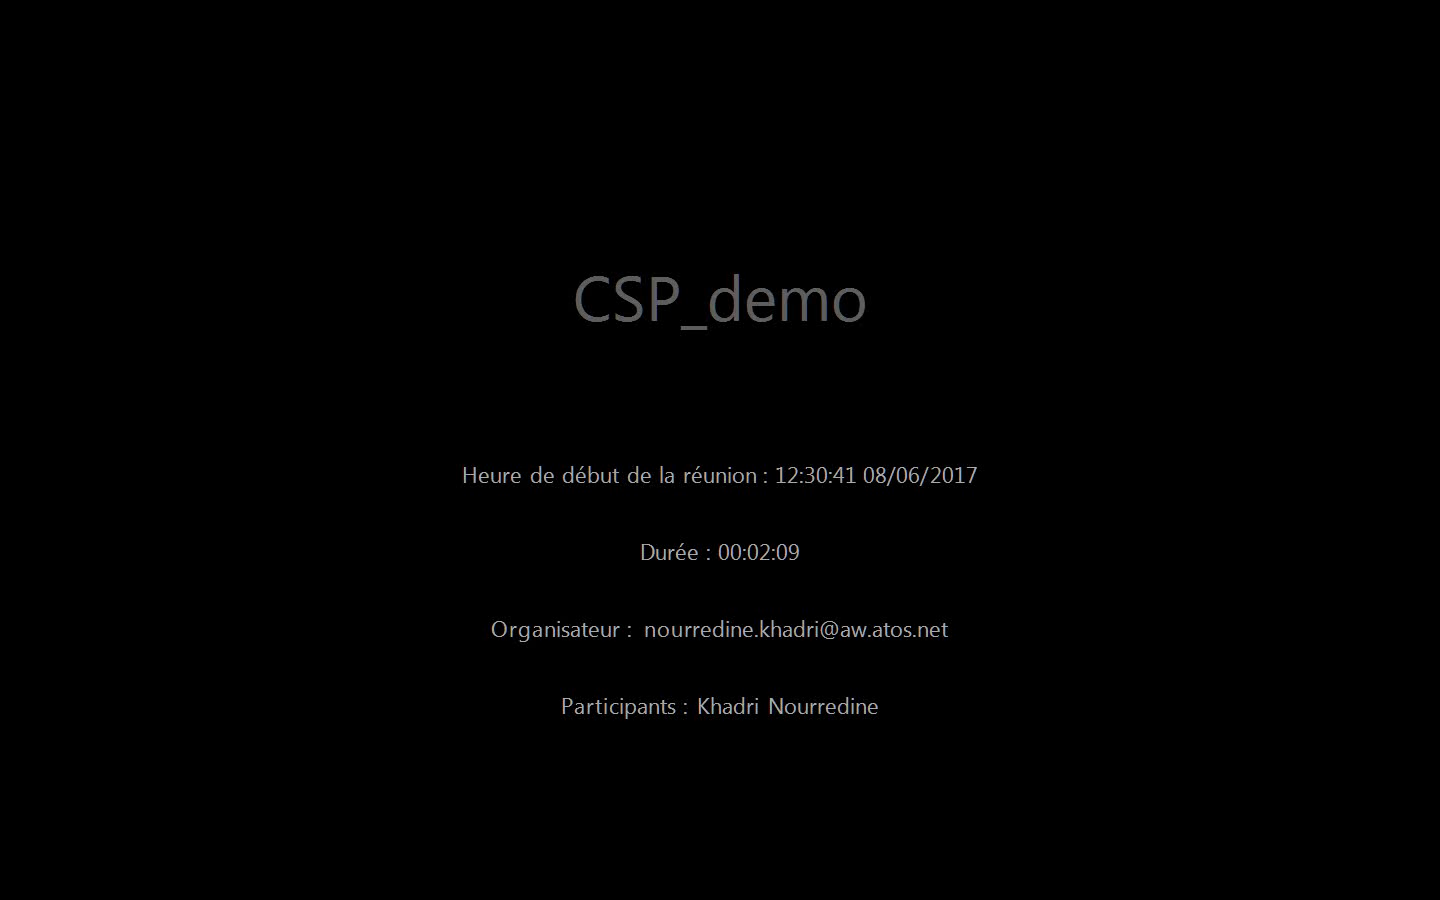 CSP_demo
Heure de début de la réunion : 12:30:41 08/06/2017
Durée : 00:02:09
Organisateur : nourredine.khadri@aw.atos.net
Participants : Khadri Nourredine